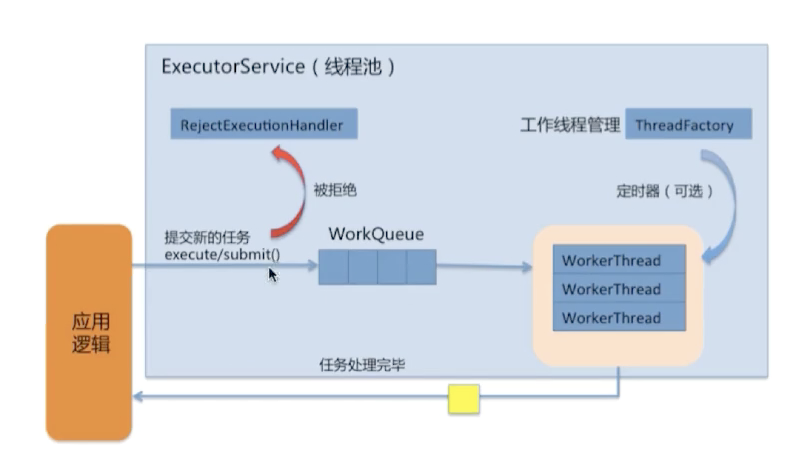 ExecutorService（线程池）
RejectExecutionHandler
工作线程管理
ThreadFactory
被拒绝
定时器（可选）
提交新的任务
execute/submit()
WorkQueue
WorkerThread
WorkerThread
WorkerThread
应用
逻辑
任务处理完毕